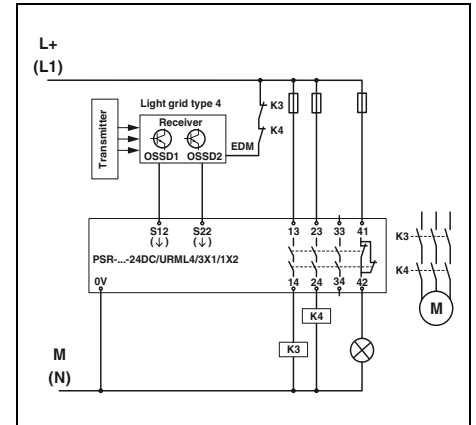 L+
(L1)
K3
Light grid type 4
Transmitter
Receiver
K4
OSSD1 OSSD2
EDM
S12 S22 13 23 33 41
(↓) (↓)
K3
PSR-...-24DC/URML4/3X1/1X2
K4
0V 14 24 34 42
M
K4
K3
M
(N)